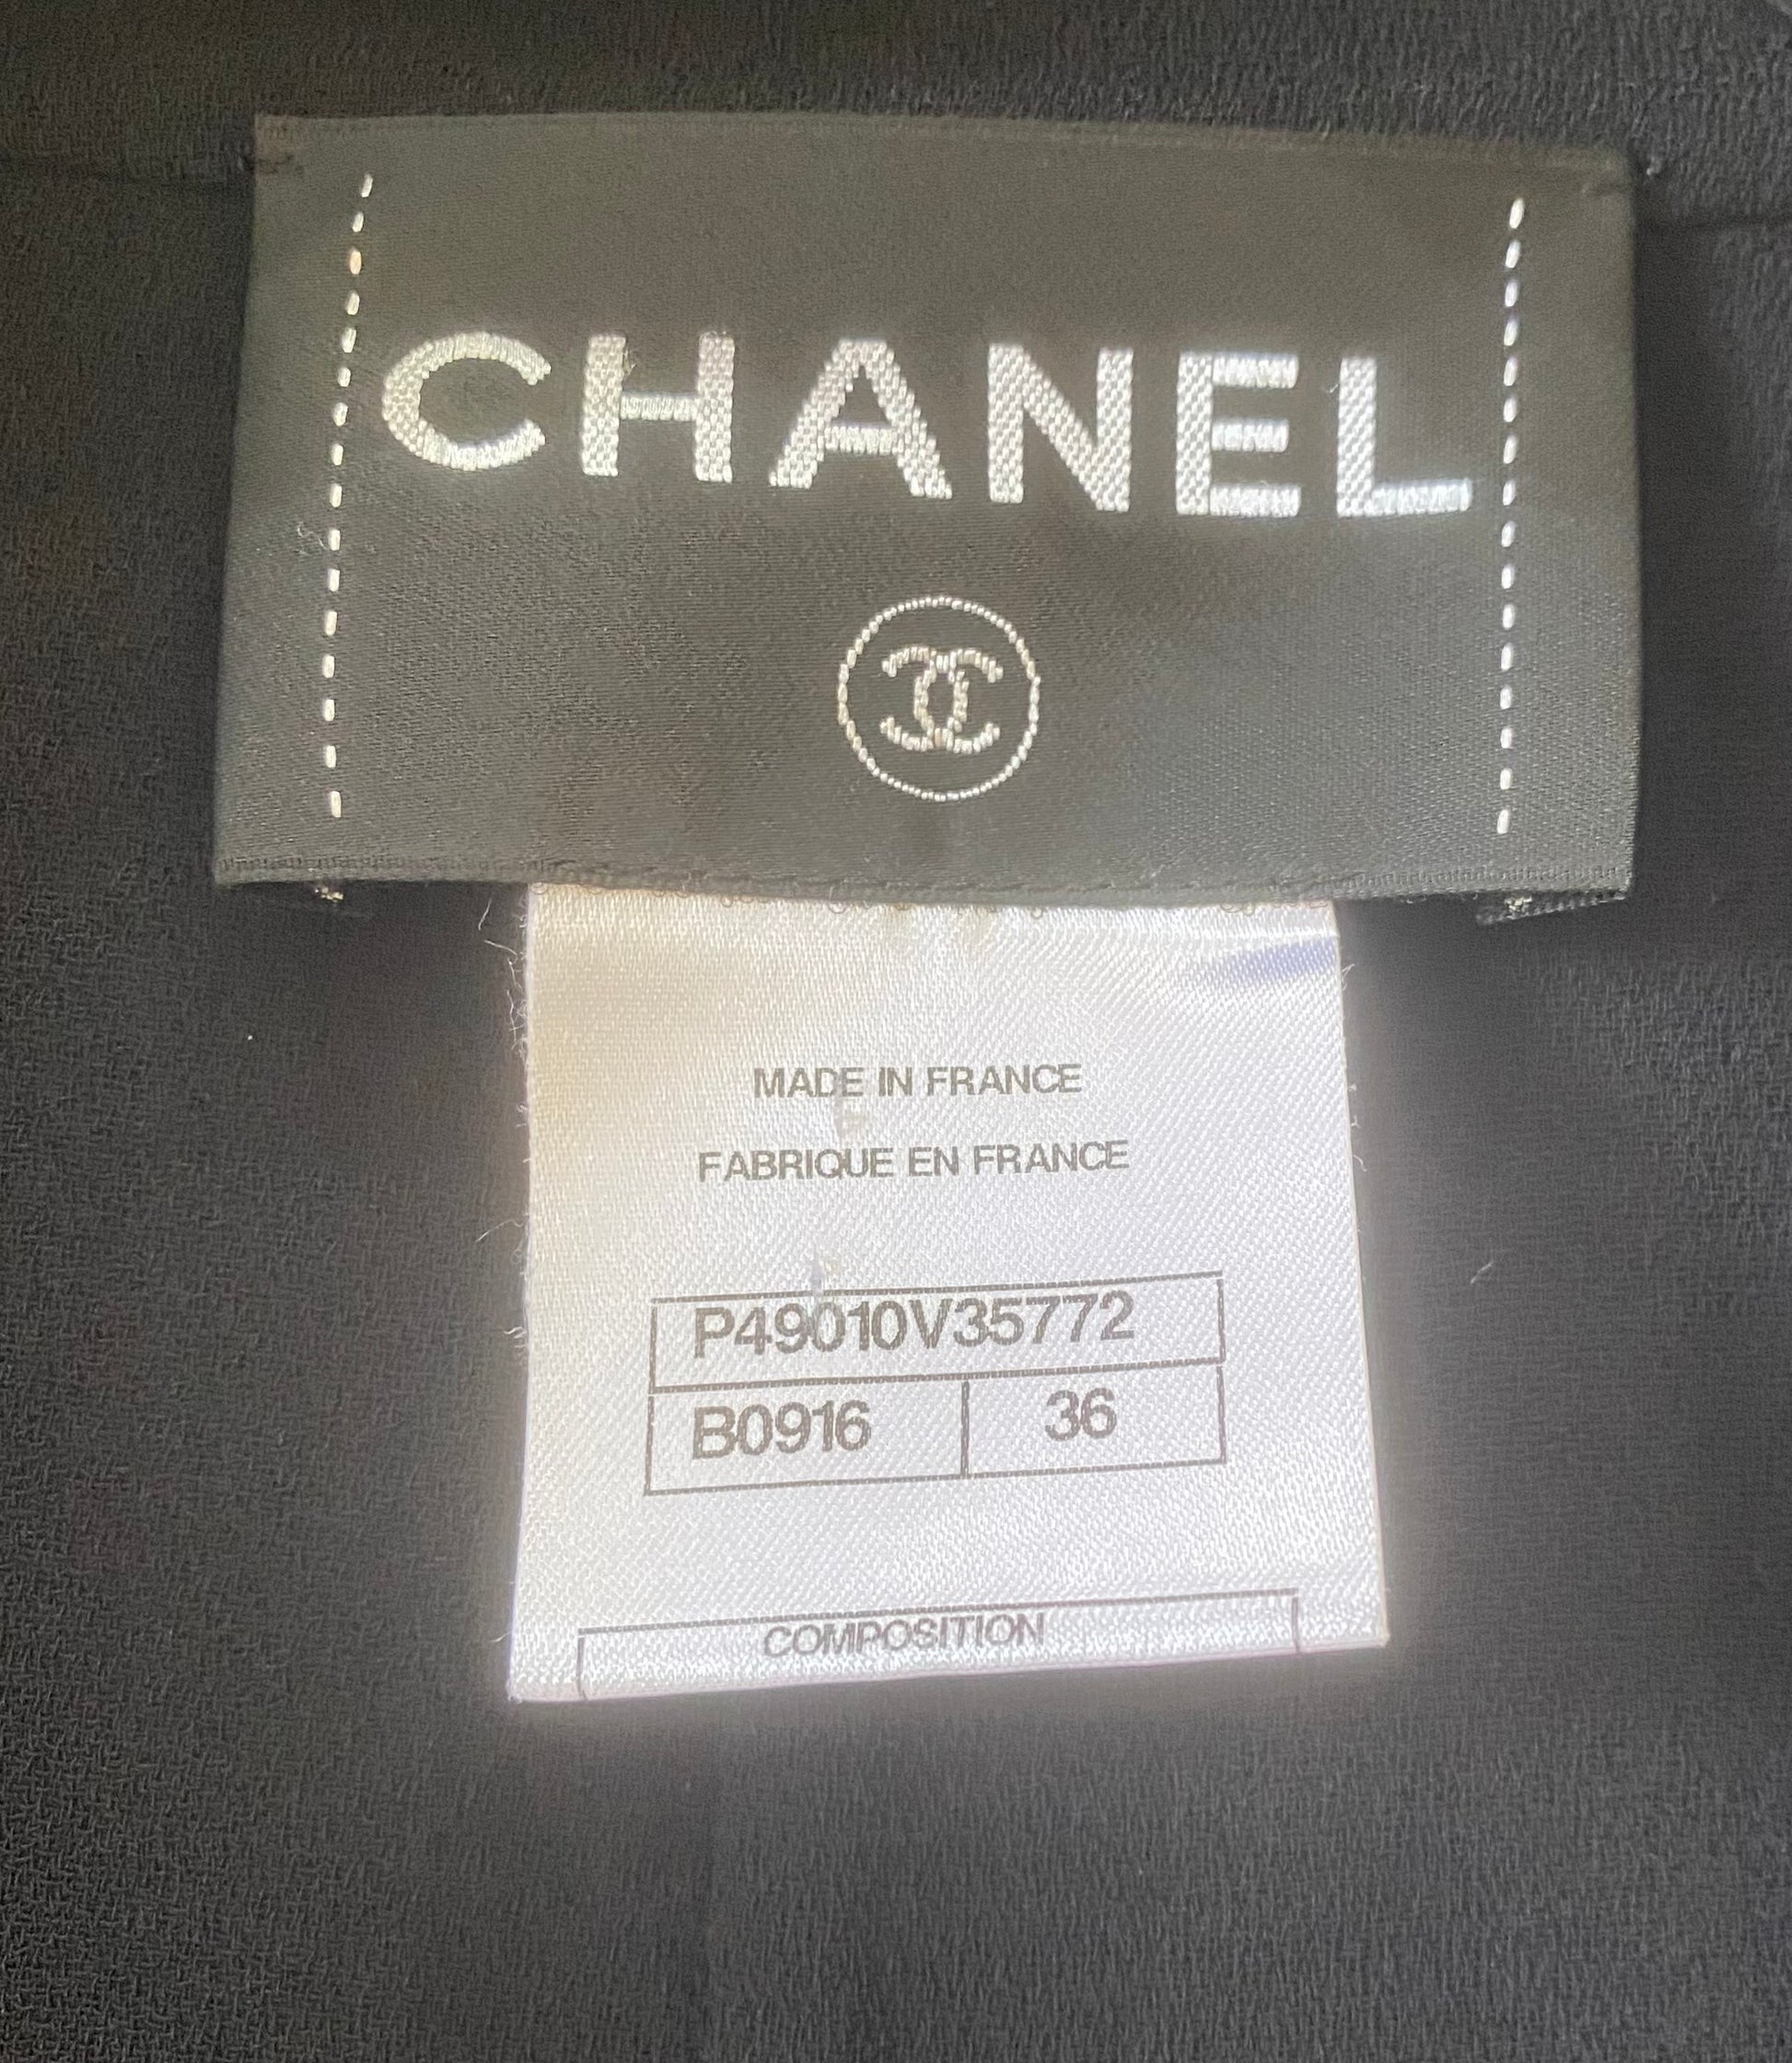 CHANEL
MADE IN FRANCE
FABRIQUE EN FRANCE
P49010V35772
B0916 36
COMPOSITION